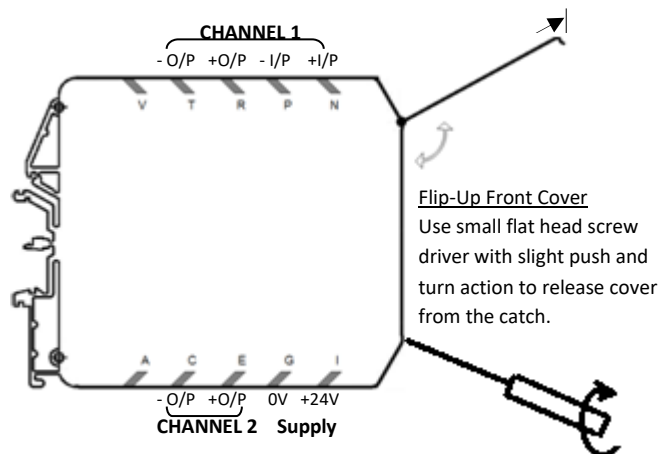 CHANNEL 1
- O/P +O/P - I/P +I/P
V T R P N
Flip-Up Front Cover
Use small flat head screw
driver with slight push and
turn action to release cover
from the catch.
A C E G I
- O/P +O/P 0V +24V
CHANNEL 2 Supply